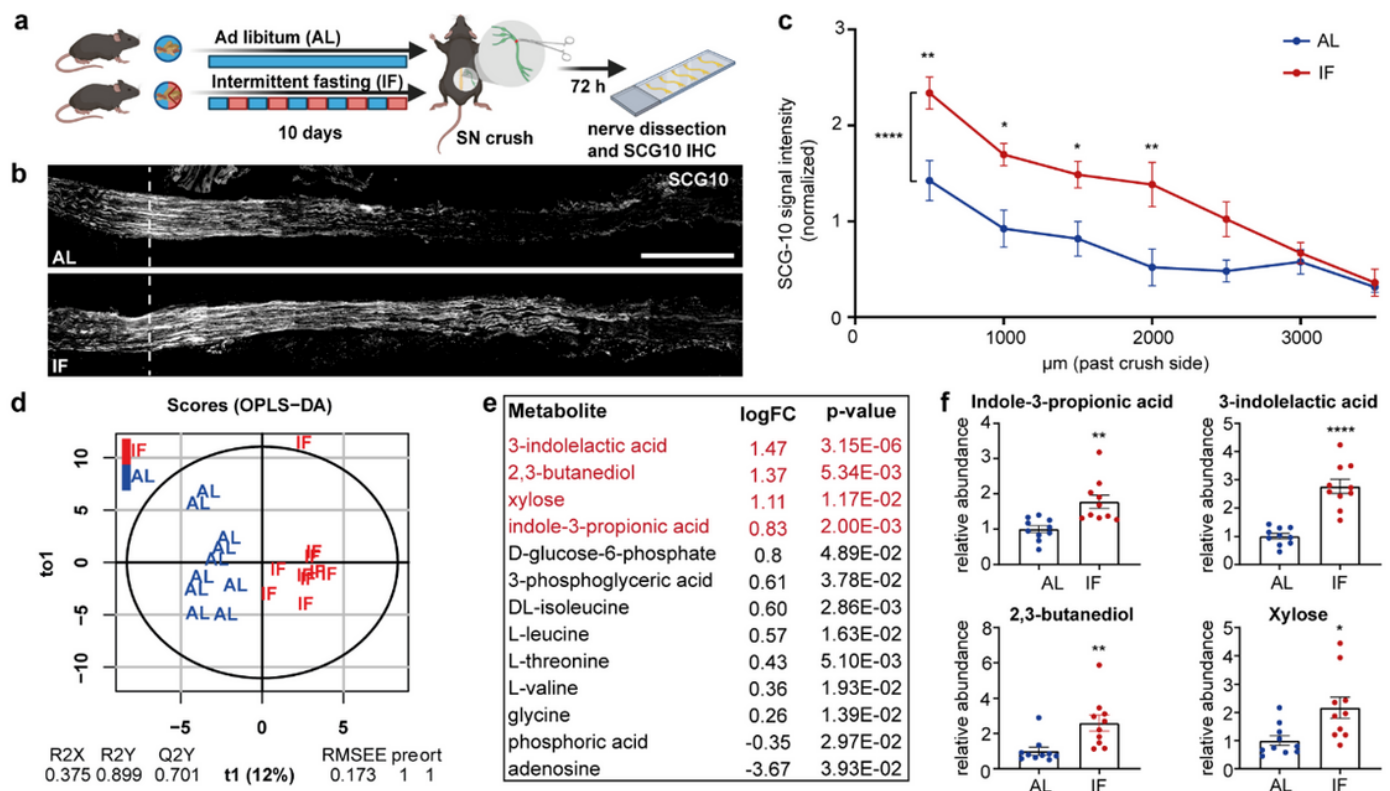 a
Ad libitum (AL)
Intermittent fasting (IF)
10 days
SN crush
72 h
nerve dissection
and SCG10 IHC
b
SCG10
AL
IF
c
SCG-10 signal intensity
(normalized)
3
2
1
0
**
****
*
*
**
AL
IF
0
1000
2000
3000
µm (past crush side)
d
Scores (OPLS−DA)
IF
AL
to1
10
5
0
−5
−10
IF
AL
AL
AL
AL
AL
AL
AL
AL
AL
AL
IF
IF
IF
IF
IF
IF
IF
IF
IF
−5
0
5
R2X R2Y Q2Y RMSEE preort
0.375 0.899 0.701 t1 (12%) 0.173 1 1
e
Metabolite logFC p-value
3-indolelactic acid 1.47 3.15E-06
2,3-butanediol 1.37 5.34E-03
xylose 1.11 1.17E-02
indole-3-propionic acid 0.83 2.00E-03
D-glucose-6-phosphate 0.8 4.89E-02
3-phosphoglyceric acid 0.61 3.78E-02
DL-isoleucine 0.60 2.86E-03
L-leucine 0.57 1.63E-02
L-threonine 0.43 5.10E-03
L-valine 0.36 1.93E-02
glycine 0.26 1.39E-02
phosphoric acid -0.35 2.97E-02
adenosine -3.67 3.93E-02
f
Indole-3-propionic acid
relative abundance
4
3
2
1
0
**
AL IF
3-indolelactic acid
relative abundance
5
4
3
2
1
0
****
AL IF
2,3-butanediol
relative abundance
8
6
4
2
0
**
AL IF
Xylose
relative abundance
5
4
3
2
1
0
*
AL IF